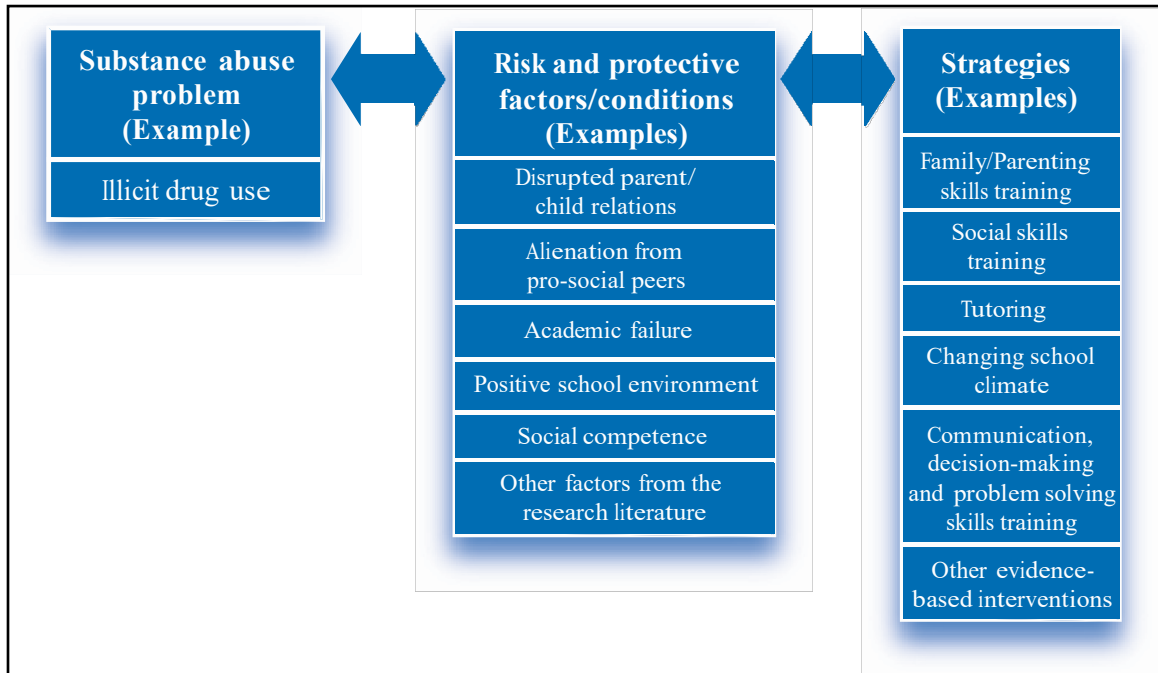 Substance abuse
problem
(Example)
Illicit drug use
Risk and protective
factors/conditions
(Examples)
Disrupted parent/
child relations
Alienation from
pro-social peers
Academic failure
Positive school environment
Social competence
Other factors from the
research literature
Strategies
(Examples)
Family/Parenting
skills training
Social skills
training
Tutoring
Changing school
climate
Communication,
decision-making
and problem solving
skills training
Other evidence-
based interventions